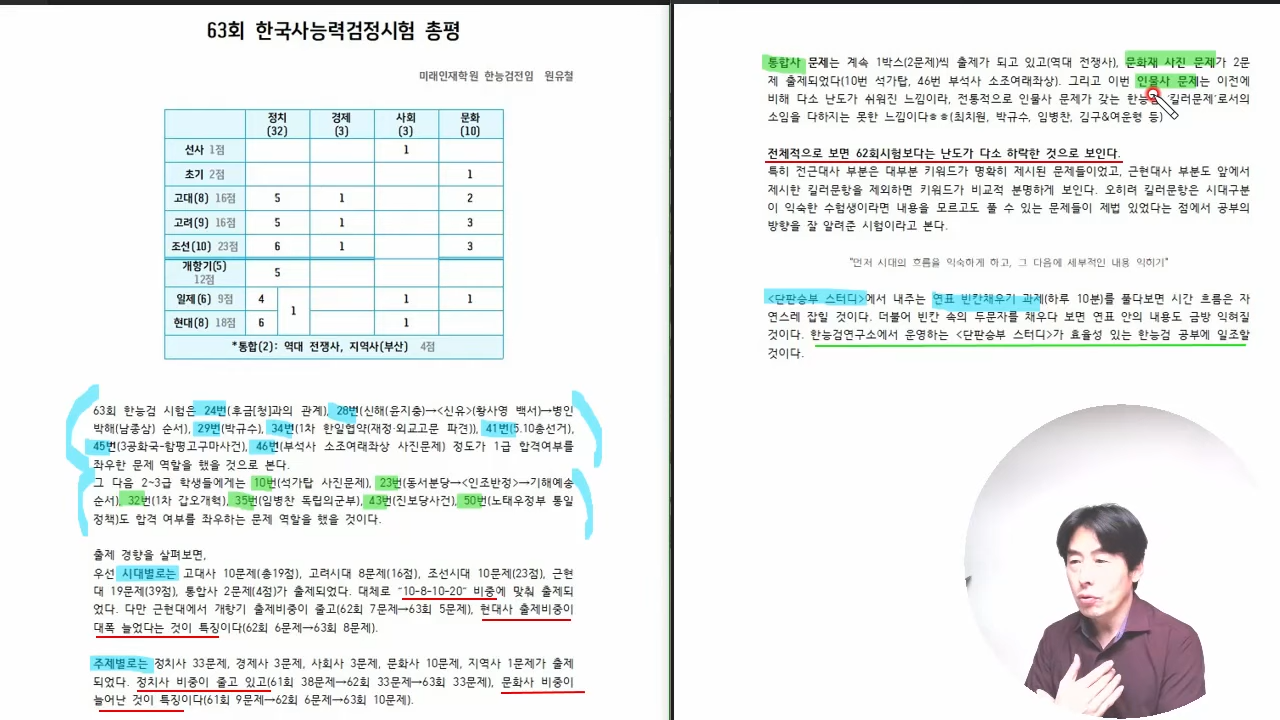 63회 한국사능력검정시험 총평
미래인재학원 한능검전임 원유철
정치 (32) 경제 (3) 사회 (3) 문화 (10)
선사 1점 1
초기 2점 1
고대(8) 16점 5 1 2
고려(9) 16점 5 1 3
조선(10) 23점 6 1 3
개항기(5) 12점 5
일제(6) 9점 4 1 1 1
현대(8) 18점 6 1
*통합(2): 역대 전쟁사, 지역사(부산) 4점
63회 한능검 시험은 24번(후금[청]과의 관계), 28번(신해(윤지충)→<신유>(황사영 백서)→병인
박해(남종삼) 순서), 29번(박규수), 34번(1차 한일협약(재정·외교고문 파견)), 41번(5.10총선거),
45번(3공화국-함평고구마사건), 46번(부석사 소조여래좌상 사진문제) 정도가 1급 합격여부를
좌우한 문제 역할을 했을 것으로 본다.
그 다음 2~3급 학생들에게는 10번(석가탑 사진문제), 23번(동서분당→<인조반정>→기해예송
순서), 32번(1차 갑오개혁), 35번(임병찬 독립의군부), 43번(진보당사건), 50번(노태우정부 통일
정책)도 합격 여부를 좌우하는 문제 역할을 했을 것이다.
출제 경향을 살펴보면,
우선 시대별로는 고대사 10문제(총19점), 고려시대 8문제(16점), 조선시대 10문제(23점), 근현
대 19문제(39점), 통합사 2문제(4점)가 출제되었다. 대체로 "10-8-10-20" 비중에 맞춰 출제되
었다. 다만 근현대에서 개항기 출제비중이 줄고(62회 7문제→63회 5문제), 현대사 출제비중이
대폭 늘었다는 것이 특징이다(62회 6문제→63회 8문제).
주제별로는 정치사 33문제, 경제사 3문제, 사회사 3문제, 문화사 10문제, 지역사 1문제가 출제
되었다. 정치사 비중이 줄고 있고(61회 38문제→62회 33문제→63회 33문제), 문화사 비중이
늘어난 것이 특징이다(61회 9문제→62회 6문제→63회 10문제).
통합사 문제는 계속 1박스(2문제)씩 출제가 되고 있고(역대 전쟁사), 문화재 사진 문제가 2문
제 출제되었다(10번 석가탑, 46번 부석사 소조여래좌상). 그리고 이번 인물사 문제는 이전에
비해 다소 난도가 쉬워진 느낌이라, 전통적으로 인물사 문제가 갖는 한능검 '킬러문제'로서의
소임을 다하지는 못한 느낌이다ㅎㅎ(최치원, 박규수, 임병찬, 김구&여운형 등)
전체적으로 보면 62회시험보다는 난도가 다소 하락한 것으로 보인다.
특히 전근대사 부분은 대부분 키워드가 명확히 제시된 문제들이었고, 근현대사 부분도 앞에서
제시한 킬러문항을 제외하면 키워드가 비교적 분명하게 보인다. 오히려 킬러문항은 시대구분
이 익숙한 수험생이라면 내용을 모르고도 풀 수 있는 문제들이 제법 있었다는 점에서 공부의
방향을 잘 알려준 시험이라고 본다.
"먼저 시대의 흐름을 익숙하게 하고, 그 다음에 세부적인 내용 익히기"
<단판승부 스터디>에서 내주는 연표 빈칸채우기 과제(하루 10분)를 풀다보면 시간 흐름은 자
연스레 잡힐 것이다. 더불어 빈칸 속의 두문자를 채우다 보면 연표 안의 내용도 금방 익혀질
것이다. 한능검연구소에서 운영하는 <단판승부 스터디>가 효율성 있는 한능검 공부에 일조할
것이다.